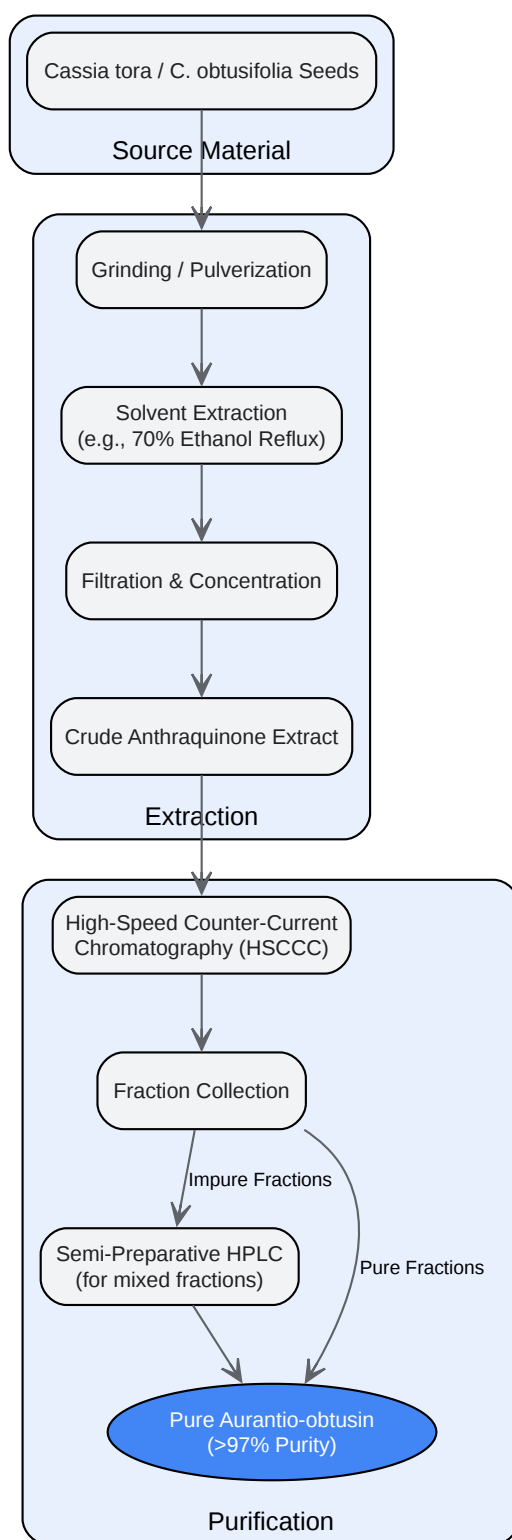 Cassia tora / C. obtusifolia Seeds
Source Material
Grinding / Pulverization
Solvent Extraction
(e.g., 70% Ethanol Reflux)
Filtration & Concentration
Crude Anthraquinone Extract
Extraction
High-Speed Counter-Current
Chromatography (HSCCC)
Fraction Collection
Impure Fractions
Semi-Preparative HPLC
(for mixed fractions)
Pure Fractions
Pure Aurantio-obtusin
(>97% Purity)
Purification